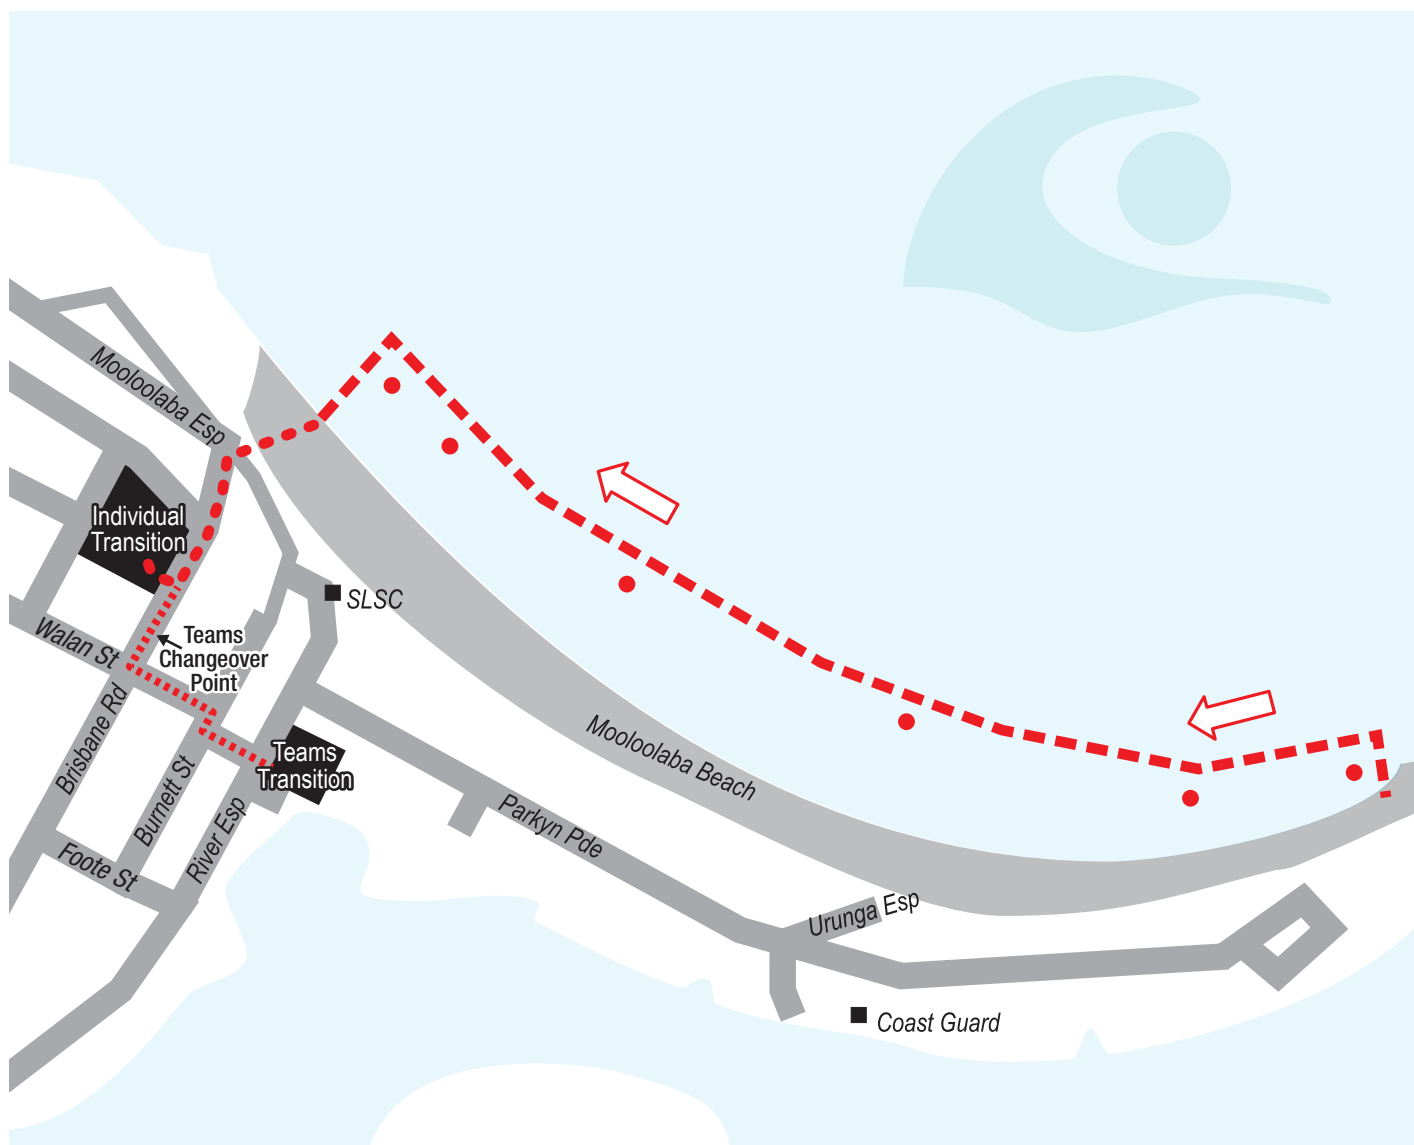 Mooloolaba Esp
Individual
Transition
SLSC
Walan St
Teams
Changeover
Point
Brisbane Rd
Mooloolaba Beach
Teams
Transition
Burnett St
River Esp
Parkyn Pde
Foote St
Urunga Esp
Coast Guard